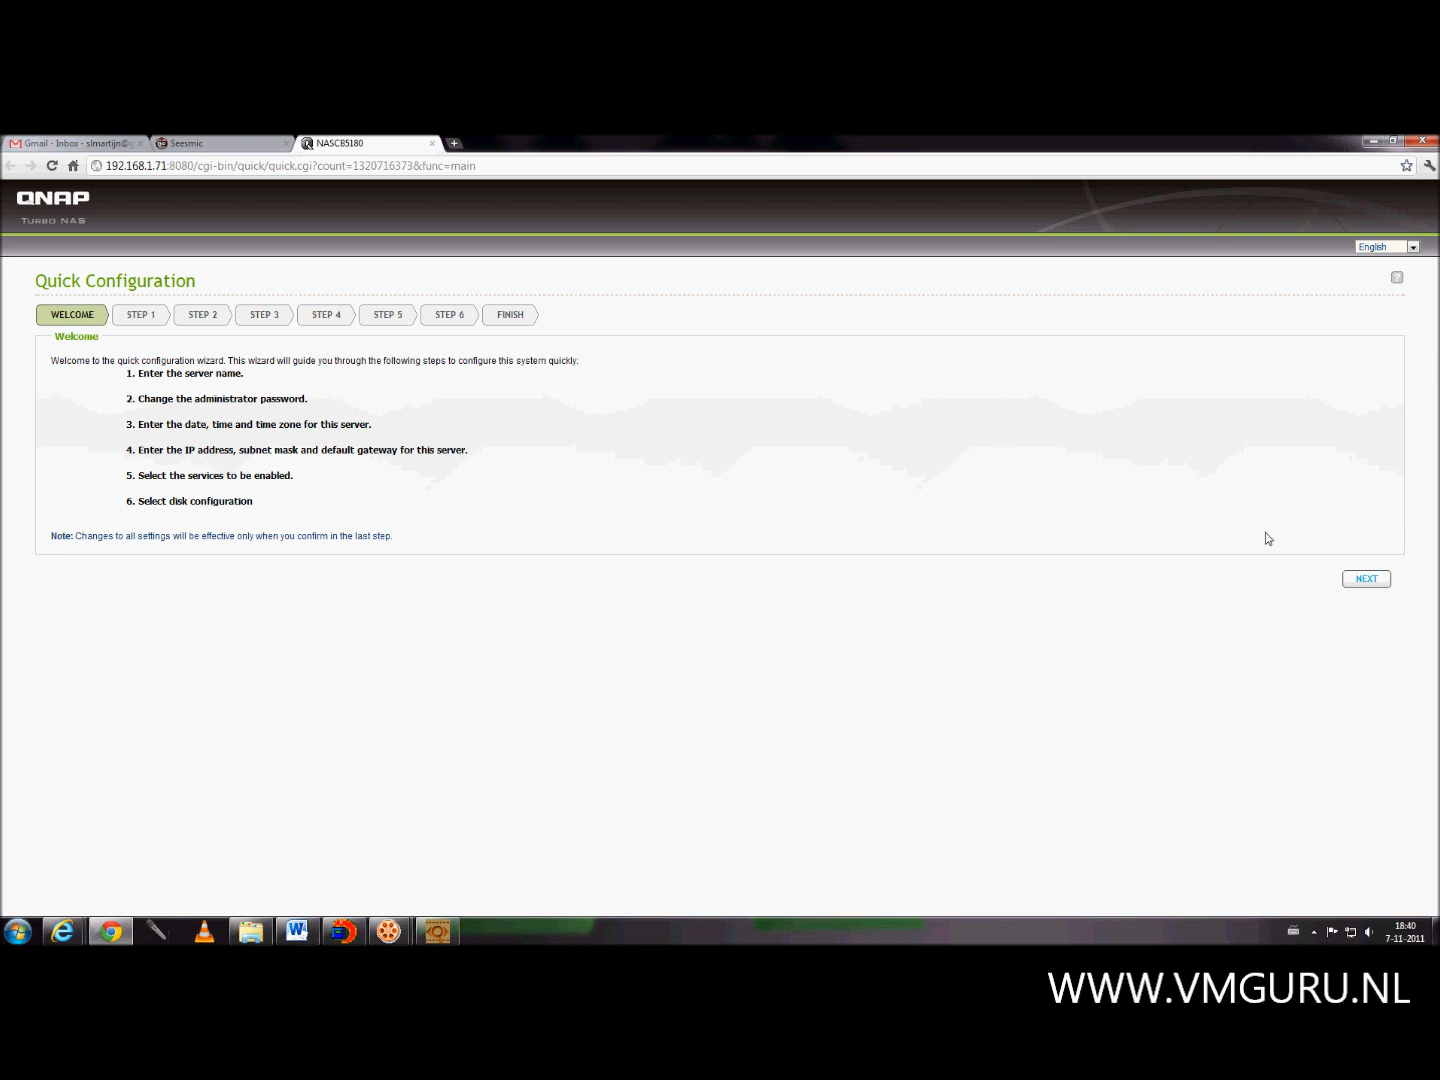 Gmail - Inbox - slmartijn@g
Seesmic
NASCB5180
192.168.1.71:8080/cgi-bin/quick/quick.cgi?count=1320716373&func=main
QNAP
TURBO NAS
English
Quick Configuration
WELCOME STEP 1 STEP 2 STEP 3 STEP 4 STEP 5 STEP 6 FINISH
Welcome
Welcome to the quick configuration wizard. This wizard will guide you through the following steps to configure this system quickly:
1. Enter the server name.
2. Change the administrator password.
3. Enter the date, time and time zone for this server.
4. Enter the IP address, subnet mask and default gateway for this server.
5. Select the services to be enabled.
6. Select disk configuration
Note: Changes to all settings will be effective only when you confirm in the last step.
NEXT
18:40
7-11-2011
WWW.VMGURU.NL